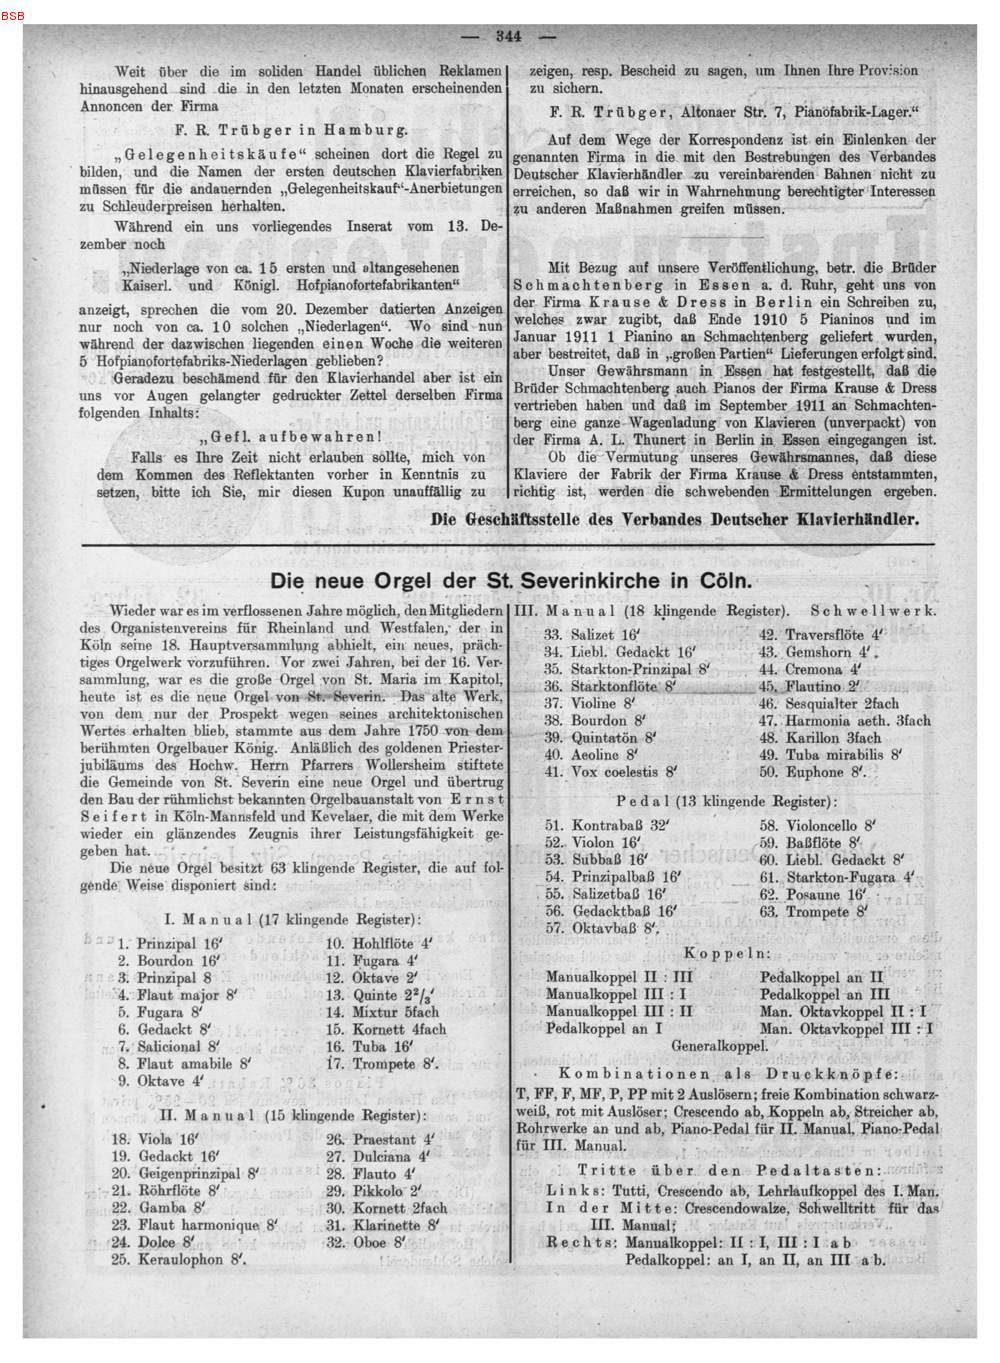 BSB
— 344 —
Weit über die im soliden Handel üblichen Reklamen
hinausgehend sind die in den letzten Monaten erscheinenden
Annoncen der Firma
F. R. Trübger in Hamburg.
„Gelegenheitskäufe“ scheinen dort die Regel zu
bilden, und die Namen der ersten deutschen Klavierfabriken
müssen für die andauernden „Gelegenheitskauf“-Anerbietungen
zu Schleuderpreisen herhalten.
Während ein uns vorliegendes Inserat vom 13. De-
zember noch
„Niederlage von ca. 15 ersten und altangesehenen
Kaiserl. und Königl. Hofpianofortefabrikanten“
anzeigt, sprechen die vom 20. Dezember datierten Anzeigen
nur noch von ca. 10 solchen „Niederlagen“. Wo sind nun
während der dazwischen liegenden einen Woche die weiteren
5 Hofpianofortefabriks-Niederlagen geblieben?
Geradezu beschämend für den Klavierhandel aber ist ein
uns vor Augen gelangter gedruckter Zettel derselben Firma
folgenden Inhalts:
„Gefl. aufbewahren!
Falls es Ihre Zeit nicht erlauben sollte, mich von
dem Kommen des Reflektanten vorher in Kenntnis zu
setzen, bitte ich Sie, mir diesen Kupon unauffällig zu
zeigen, resp. Bescheid zu sagen, um Ihnen Ihre Provision
zu sichern.
F. R. Trübger, Altonaer Str. 7, Pianofabrik-Lager.“
Auf dem Wege der Korrespondenz ist ein Einlenken der
genannten Firma in die mit den Bestrebungen des Verbandes
Deutscher Klavierhändler zu vereinbarenden Bahnen nicht zu
erreichen, so daß wir in Wahrnehmung berechtigter Interessen
zu anderen Maßnahmen greifen müssen.
Mit Bezug auf unsere Veröffentlichung, betr. die Brüder
Schmachtenberg in Essen a. d. Ruhr, geht uns von
der Firma Krause & Dress in Berlin ein Schreiben zu,
welches zwar zugibt, daß Ende 1910 5 Pianinos und im
Januar 1911 1 Pianino an Schmachtenberg geliefert wurden,
aber bestreitet, daß in „großen Partien“ Lieferungen erfolgt sind.
Unser Gewährsmann in Essen hat festgestellt, daß die
Brüder Schmachtenberg auch Pianos der Firma Krause & Dress
vertrieben haben und daß im September 1911 an Schmachten-
berg eine ganze Wagenladung von Klavieren (unverpackt) von
der Firma A. L. Thunert in Berlin in Essen eingegangen ist.
Ob die Vermutung unseres Gewährsmannes, daß diese
Klaviere der Fabrik der Firma Krause & Dress entstammten,
richtig ist, werden die schwebenden Ermittelungen ergeben.
Die Geschäftsstelle des Verbandes Deutscher Klavierhändler.
Die neue Orgel der St. Severinkirche in Cöln.
Wieder war es im verflossenen Jahre möglich, den Mitgliedern
des Organistenvereins für Rheinland und Westfalen, der in
Köln seine 18. Hauptversammlung abhielt, ein neues, präch-
tiges Orgelwerk vorzuführen. Vor zwei Jahren, bei der 16. Ver-
sammlung, war es die große Orgel von St. Maria im Kapitol,
heute ist es die neue Orgel von St. Severin. Das alte Werk,
von dem nur der Prospekt wegen seines architektonischen
Wertes erhalten blieb, stammte aus dem Jahre 1750 von dem
berühmten Orgelbauer König. Anläßlich des goldenen Priester-
jubiläums des Hochw. Herrn Pfarrers Wollersheim stiftete
die Gemeinde von St. Severin eine neue Orgel und übertrug
den Bau der rühmlichst bekannten Orgelbauanstalt von Ernst
Seifert in Köln-Mannsfeld und Kevelaer, die mit dem Werke
wieder ein glänzendes Zeugnis ihrer Leistungsfähigkeit ge-
geben hat.
Die neue Orgel besitzt 63 klingende Register, die auf fol-
gende Weise disponiert sind:
I. Manual (17 klingende Register):
1. Prinzipal 16′
2. Bourdon 16′
3. Prinzipal 8
4. Flaut major 8′
5. Fugara 8′
6. Gedackt 8′
7. Salicional 8′
8. Flaut amabile 8′
9. Oktave 4′
10. Hohlflöte 4′
11. Fugara 4′
12. Oktave 2′
13. Quinte 2²/₃′
14. Mixtur 5fach
15. Kornett 4fach
16. Tuba 16′
17. Trompete 8′.
II. Manual (15 klingende Register):
18. Viola 16′
19. Gedackt 16′
20. Geigenprinzipal 8′
21. Röhrflöte 8′
22. Gamba 8′
23. Flaut harmonique 8′
24. Dolce 8′
25. Keraulophon 8′.
26. Praestant 4′
27. Dulciana 4′
28. Flauto 4′
29. Pikkolo 2′
30. Kornett 2fach
31. Klarinette 8′
32. Oboe 8′.
III. Manual (18 klingende Register). Schwellwerk.
33. Salizet 16′
34. Liebl. Gedackt 16′
35. Starkton-Prinzipal 8′
36. Starktonflöte 8′
37. Violine 8′
38. Bourdon 8′
39. Quintatön 8′
40. Aeoline 8′
41. Vox coelestis 8′
42. Traversflöte 4′
43. Gemshorn 4′
44. Cremona 4′
45. Flautino 2′
46. Sesquialter 2fach
47. Harmonia aeth. 3fach
48. Karillon 3fach
49. Tuba mirabilis 8′
50. Euphone 8′.
Pedal (13 klingende Register):
51. Kontrabaß 32′
52. Violon 16′
53. Subbaß 16′
54. Prinzipalbaß 16′
55. Salizetbaß 16′
56. Gedacktbaß 16′
57. Oktavbaß 8′.
58. Violoncello 8′
59. Baßflöte 8′
60. Liebl. Gedackt 8′
61. Starkton-Fugara 4′
62. Posaune 16′
63. Trompete 8′
Koppeln:
Manualkoppel II : III
Manualkoppel III : I
Manualkoppel III : II
Pedalkoppel an I
Pedalkoppel an II
Pedalkoppel an III
Man. Oktavkoppel II : I
Man. Oktavkoppel III : I
Generalkoppel.
Kombinationen als Druckknöpfe:
T, FF, F, MF, P, PP mit 2 Auslösern; freie Kombination schwarz-
weiß, rot mit Auslöser; Crescendo ab, Koppeln ab, Streicher ab,
Rohrwerke an und ab, Piano-Pedal für II. Manual, Piano-Pedal
für III. Manual.
Tritte über den Pedaltasten:
Links: Tutti, Crescendo ab, Lehrlaufkoppel des I. Man.
In der Mitte: Crescendowalze, Schwelltritt für das
III. Manual;
Rechts: Manualkoppel: II : I, III : I ab
Pedalkoppel: an I, an II, an III ab.